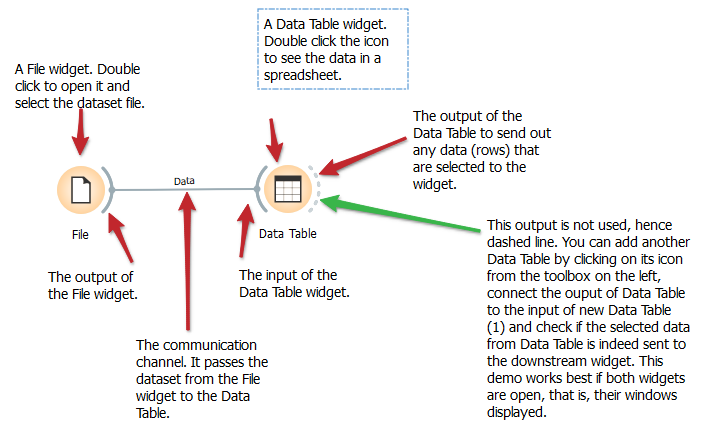 A Data Table widget.
Double click the icon
to see the data in a
spreadsheet.
A File widget. Double
click to open it and
select the dataset file.
The output of the
Data Table to send out
any data (rows) that
are selected to the
widget.
Data
File
Data Table
The output of
the File widget.
The input of the
Data Table widget.
This output is not used, hence
dashed line. You can add another
Data Table by clicking on its icon
from the toolbox on the left,
connect the ouput of Data Table
to the input of new Data Table
(1) and check if the selected data
from Data Table is indeed sent to
the downstream widget. This
demo works best if both widgets
are open, that is, their windows
displayed.
The communication
channel. It passes the
dataset from the File
widget to the Data
Table.